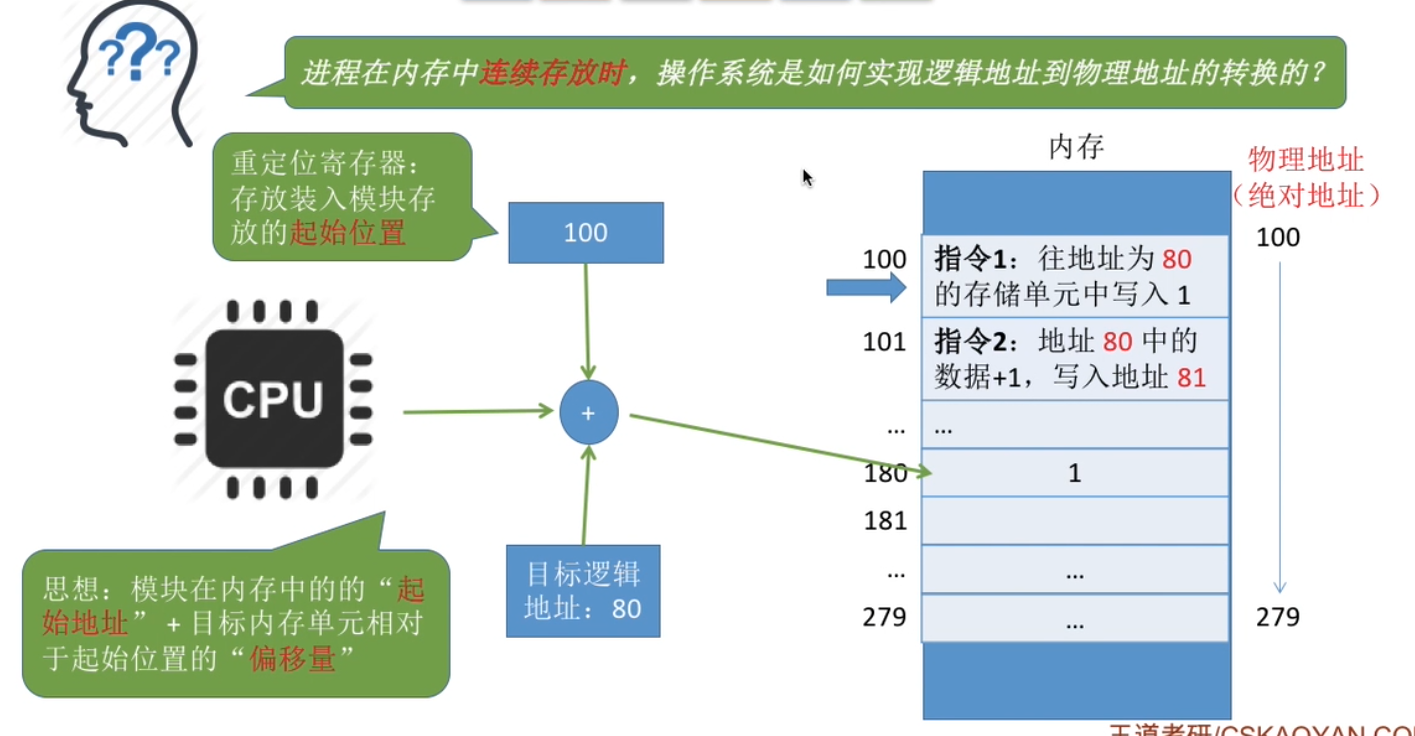 ???
进程在内存中连续存放时，操作系统是如何实现逻辑地址到物理地址的转换的？
重定位寄存器：
存放装入模块存
放的起始位置
100
CPU
+
目标逻辑
地址：80
思想：模块在内存中的的“起
始地址”+目标内存单元相对
于起始位置的“偏移量”
内存
物理地址
（绝对地址）
100
279
100
指令1：往地址为 80
的存储单元中写入 1
101
指令2：地址 80 中的
数据+1，写入地址 81
...
...
180
1
181
...
...
279
...
王道考研/CSKAOYAN.CO